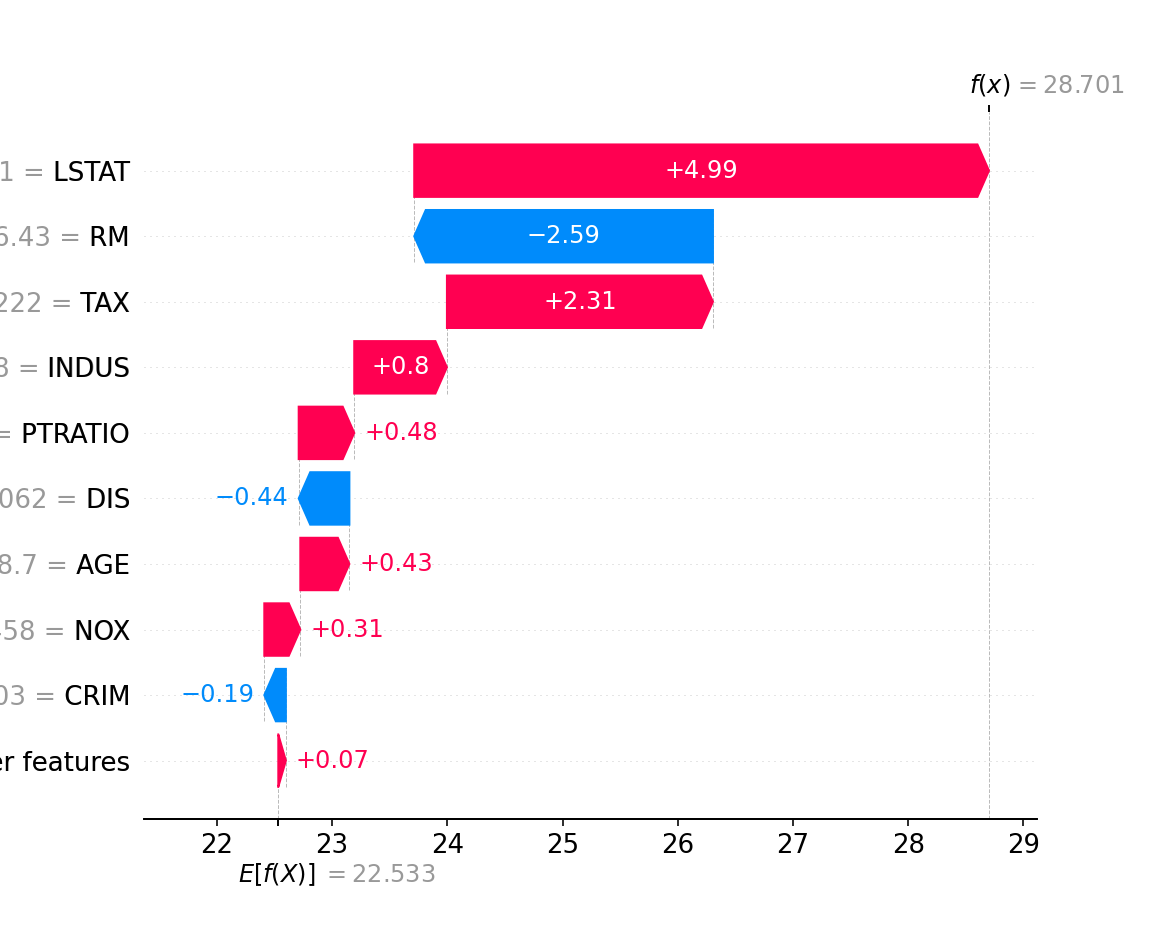 f(x) = 28.701
1 = LSTAT
+4.99
6.43 = RM
−2.59
222 = TAX
+2.31
= INDUS
+0.8
= PTRATIO
+0.48
062 = DIS
−0.44
8.7 = AGE
+0.43
58 = NOX
+0.31
03 = CRIM
−0.19
features
+0.07
22 23 24 25 26 27 28 29
E[f(X)] = 22.533